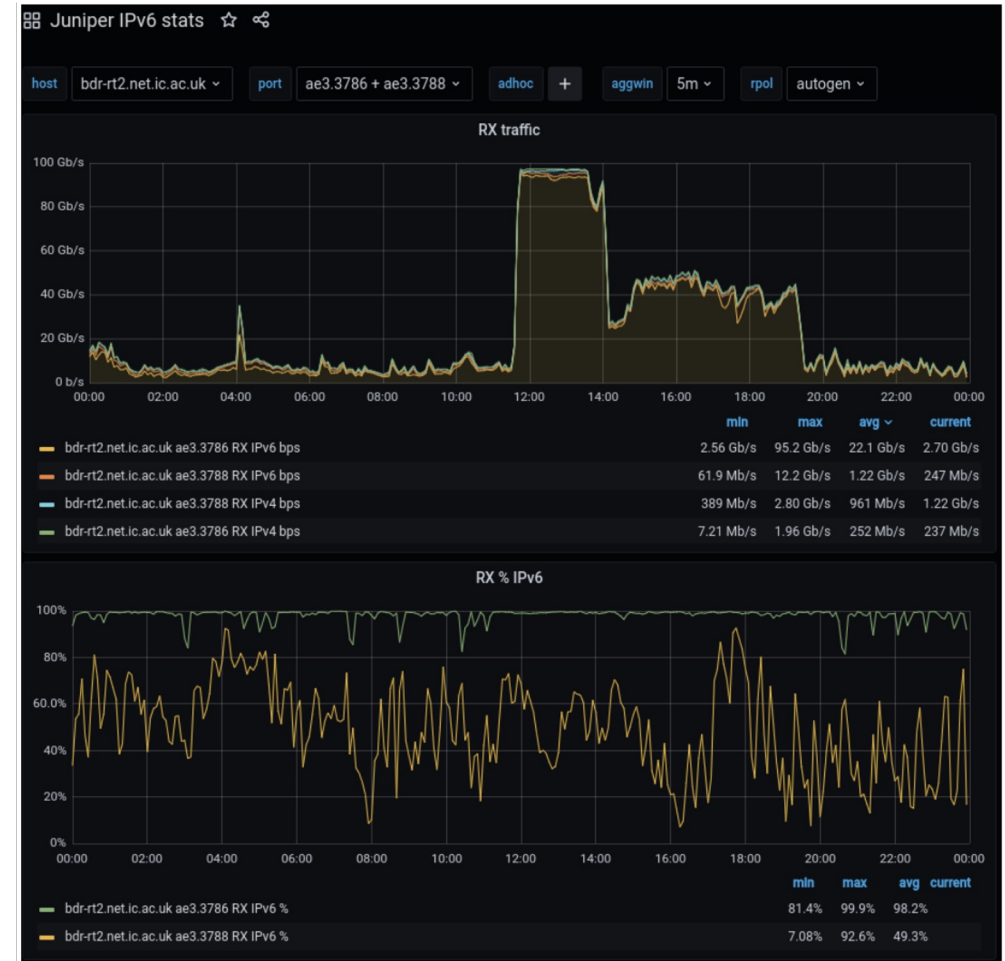 Juniper IPv6 stats
host bdr-rt2.net.ic.ac.uk port ae3.3786 + ae3.3788 adhoc + aggwin 5m rpol autogen
RX traffic
100 Gb/s
80 Gb/s
60 Gb/s
40 Gb/s
20 Gb/s
0 b/s
00:00 02:00 04:00 06:00 08:00 10:00 12:00 14:00 16:00 18:00 20:00 22:00 00:00
min max avg current
bdr-rt2.net.ic.ac.uk ae3.3786 RX IPv6 bps 2.56 Gb/s 95.2 Gb/s 22.1 Gb/s 2.70 Gb/s
bdr-rt2.net.ic.ac.uk ae3.3788 RX IPv6 bps 61.9 Mb/s 12.2 Gb/s 1.22 Gb/s 247 Mb/s
bdr-rt2.net.ic.ac.uk ae3.3788 RX IPv4 bps 389 Mb/s 2.80 Gb/s 961 Mb/s 1.22 Gb/s
bdr-rt2.net.ic.ac.uk ae3.3786 RX IPv4 bps 7.21 Mb/s 1.96 Gb/s 252 Mb/s 237 Mb/s
RX % IPv6
100%
80%
60.0%
40%
20%
0%
00:00 02:00 04:00 06:00 08:00 10:00 12:00 14:00 16:00 18:00 20:00 22:00 00:00
min max avg current
bdr-rt2.net.ic.ac.uk ae3.3786 RX IPv6 % 81.4% 99.9% 98.2%
bdr-rt2.net.ic.ac.uk ae3.3788 RX IPv6 % 7.08% 92.6% 49.3%